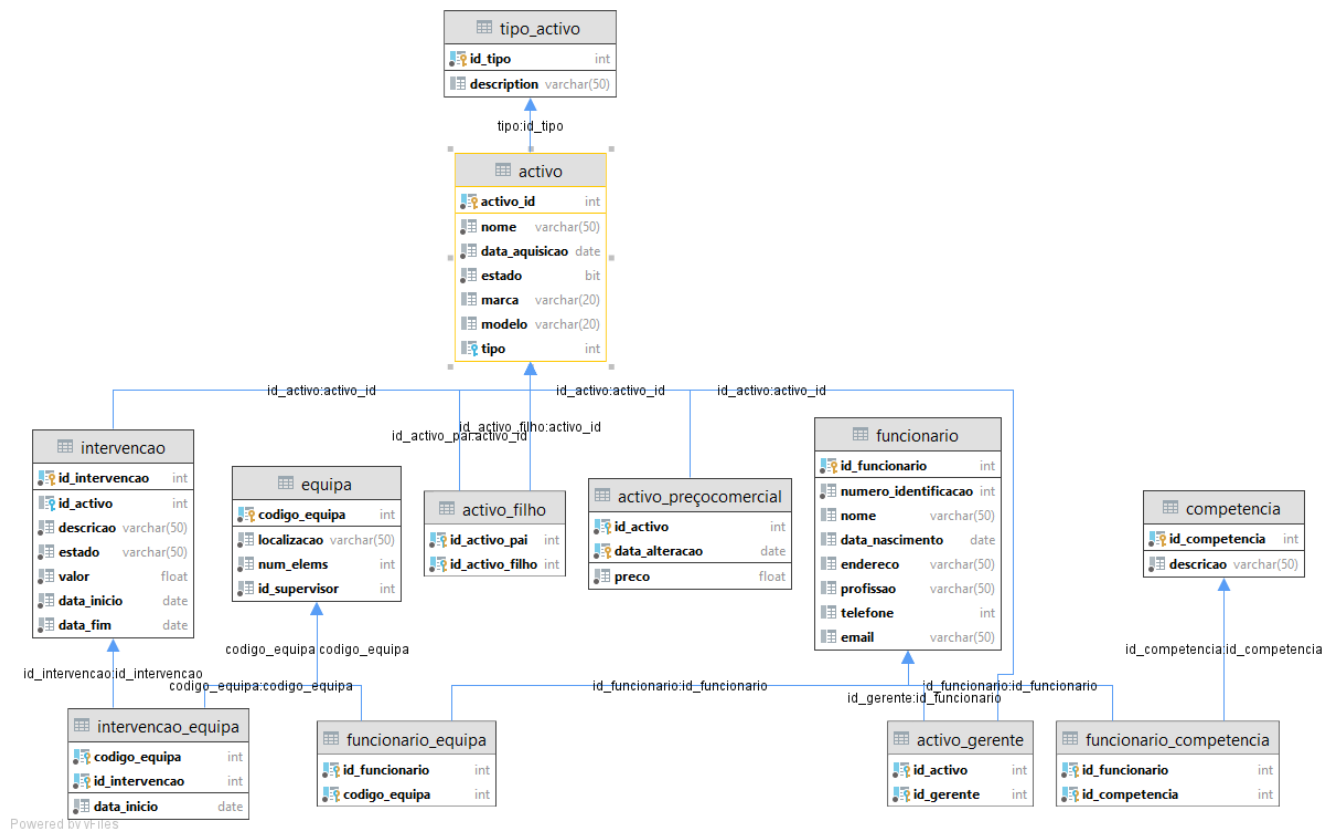 tipo_activo
id_tipo int
description varchar(50)
tipo:id_tipo
activo
activo_id int
nome varchar(50)
data_aquisicao date
estado bit
marca varchar(20)
modelo varchar(20)
tipo int
id_activo:activo_id
id_activo:activo_id
id_activo:activo_id
id_activo_filho:activo_id
id_activo_pai:activo_id
intervencao
id_intervencao int
id_activo int
descricao varchar(50)
estado varchar(50)
valor float
data_inicio date
data_fim date
equipa
codigo_equipa int
localizacao varchar(50)
num_elems int
id_supervisor int
activo_filho
id_activo_pai int
id_activo_filho int
activo_preçocomercial
id_activo int
data_alteracao date
preco float
funcionario
id_funcionario int
numero_identificacao int
nome varchar(50)
data_nascimento date
endereco varchar(50)
profissao varchar(50)
telefone int
email varchar(50)
competencia
id_competencia int
descricao varchar(50)
codigo_equipa:codigo_equipa
id_competencia:id_competencia
id_intervencao:id_intervencao
codigo_equipa:codigo_equipa
id_funcionario:id_funcionario
id_funcionario:id_funcionario
id_gerente:id_funcionario
intervencao_equipa
codigo_equipa int
id_intervencao int
data_inicio date
funcionario_equipa
id_funcionario int
codigo_equipa int
activo_gerente
id_activo int
id_gerente int
funcionario_competencia
id_funcionario int
id_competencia int
Powered by yFiles